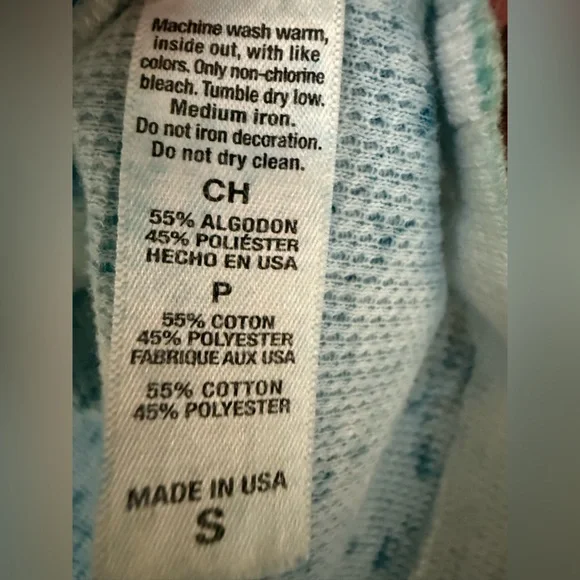 Machine wash warm,
inside out, with like
colors. Only non-chlorine
bleach. Tumble dry low.
Medium iron.
Do not iron decoration.
Do not dry clean.
CH
55% ALGODON
45% POLIÉSTER
HECHO EN USA
P
55% COTON
45% POLYESTER
FABRIQUE AUX USA
55% COTTON
45% POLYESTER
MADE IN USA
S